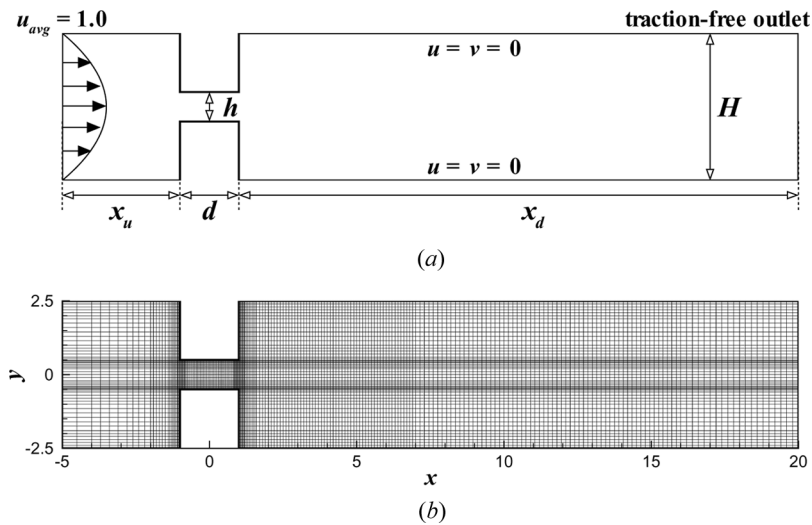 u_avg = 1.0
traction-free outlet
u = v = 0
h
H
u = v = 0
x_u
d
x_d
(a)
2.5
0
-2.5
y
-5
0
5
10
15
20
x
(b)